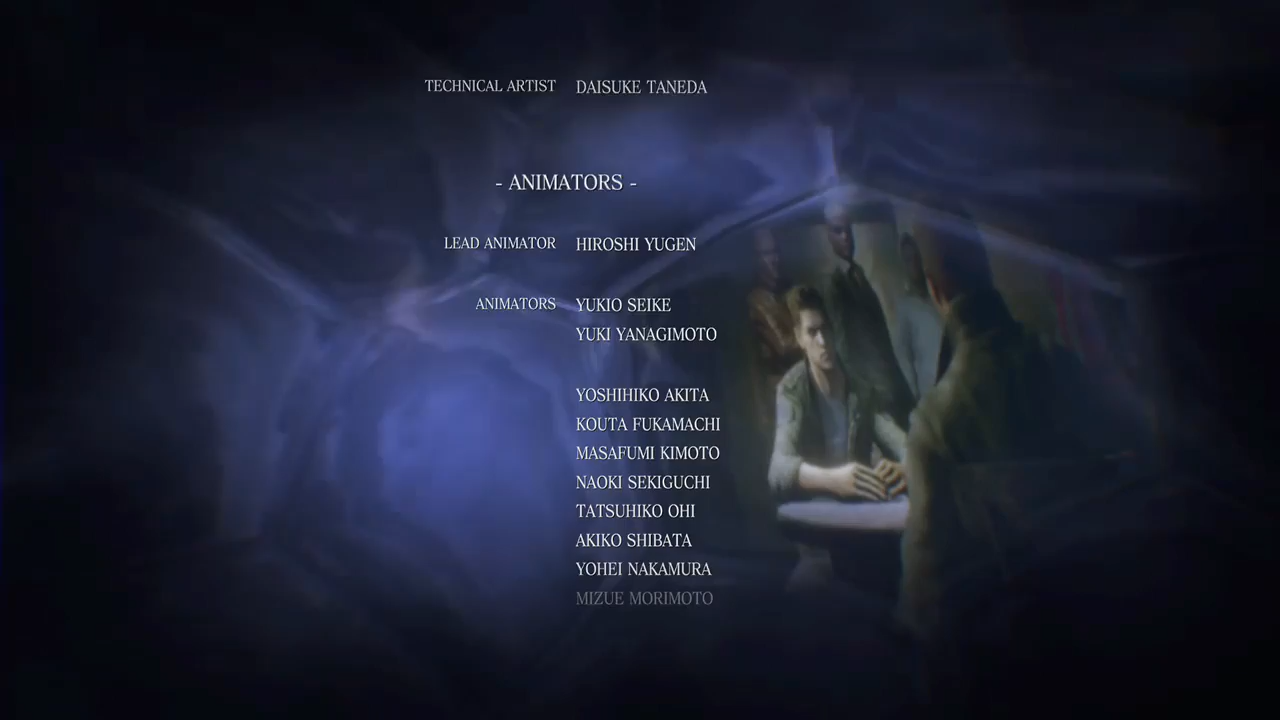 TECHNICAL ARTIST DAISUKE TANEDA
- ANIMATORS -
LEAD ANIMATOR HIROSHI YUGEN
ANIMATORS YUKIO SEIKE
YUKI YANAGIMOTO
YOSHIHIKO AKITA
KOUTA FUKAMACHI
MASAFUMI KIMOTO
NAOKI SEKIGUCHI
TATSUHIKO OHI
AKIKO SHIBATA
YOHEI NAKAMURA
MIZUE MORIMOTO